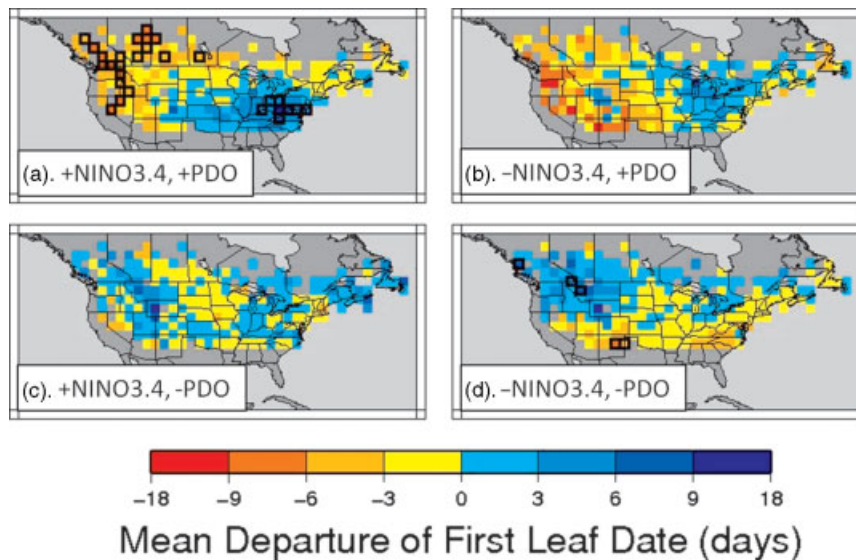 (a). +NINO3.4, +PDO
(b). −NINO3.4, +PDO
(c). +NINO3.4, -PDO
(d). −NINO3.4, -PDO
−18 −9 −6 −3 0 3 6 9 18
Mean Departure of First Leaf Date (days)